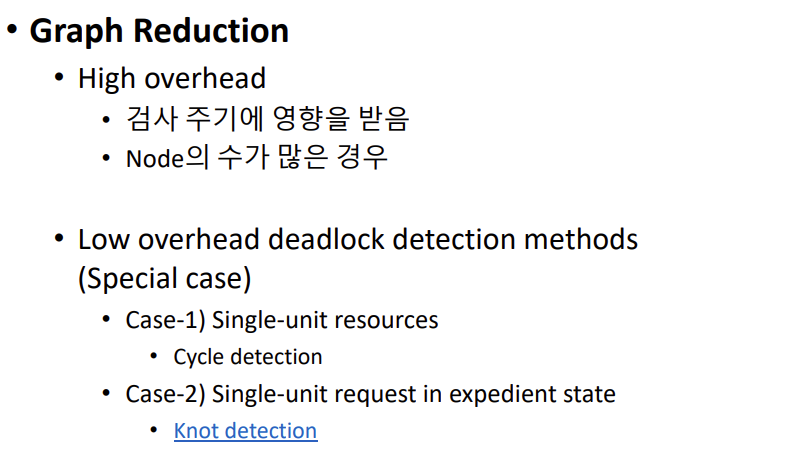 • Graph Reduction
• High overhead
• 검사 주기에 영향을 받음
• Node의 수가 많은 경우
• Low overhead deadlock detection methods
(Special case)
• Case-1) Single-unit resources
• Cycle detection
• Case-2) Single-unit request in expedient state
• Knot detection